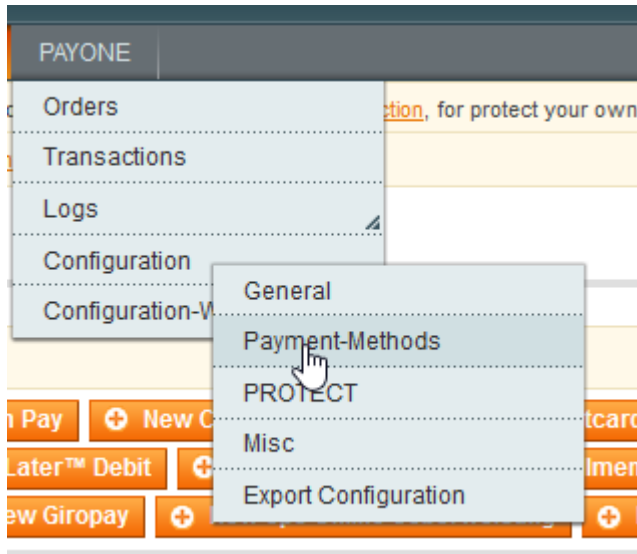 PAYONE
Orders
ction, for protect your own
Transactions
Logs
Configuration
General
Configuration-W
Payment-Methods
PROTECT
Pay New C
Misc
Later™ Debit
Export Configuration
ew Giropay